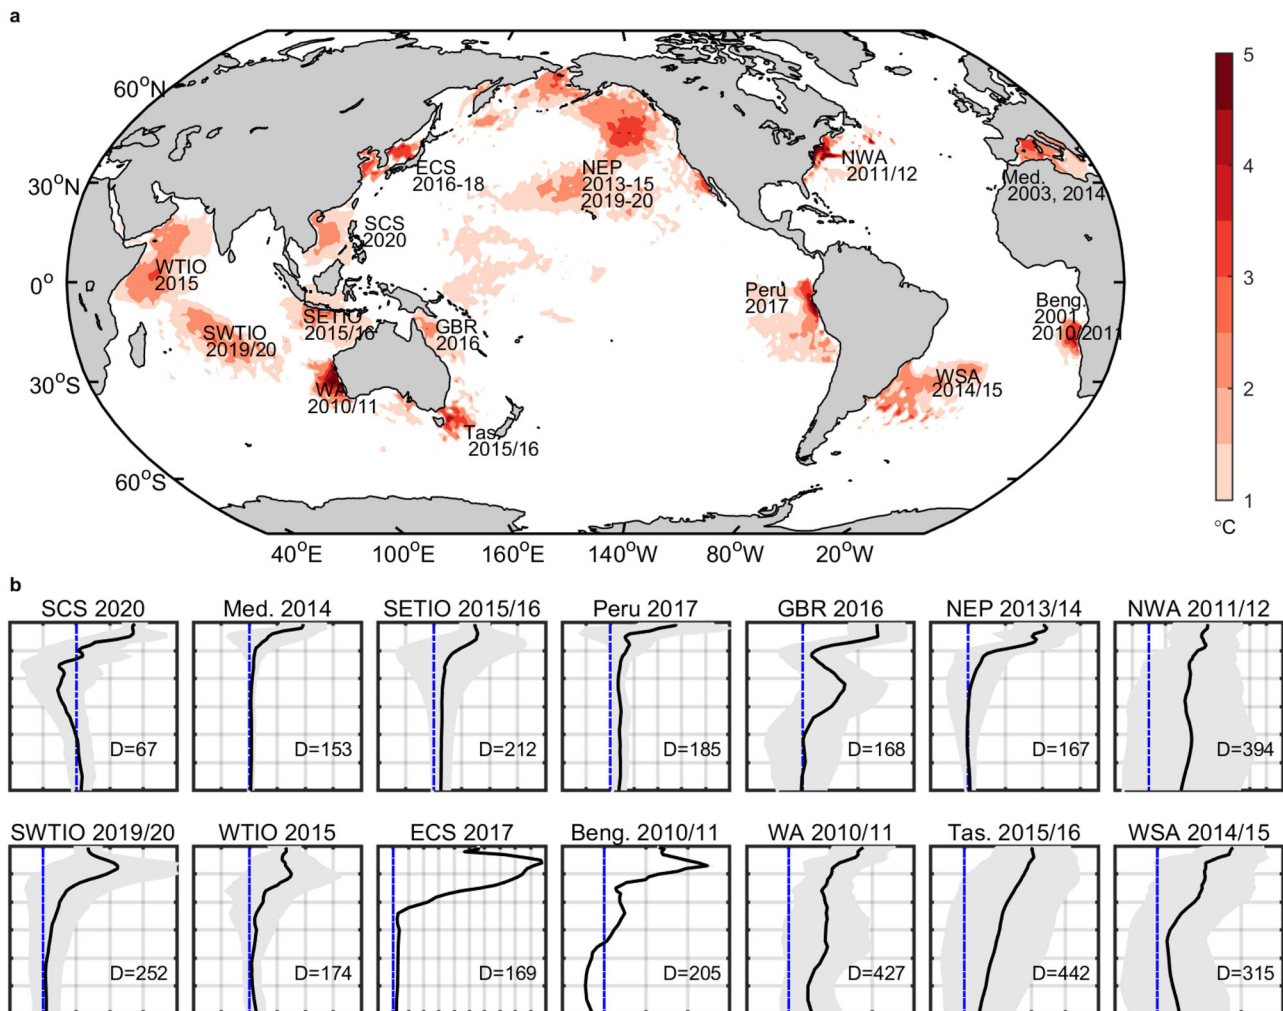 a
60°N
30°N
0°
30°S
60°S
40°E
100°E
160°E
140°W
80°W
20°W
ECS
2016-18
NEP
2013-15
2019-20
NWA
2011/12
Med.
2003, 2014
SCS
2020
WTIO
2015
SWTIO
2019/20
SETIO
2015/16
GBR
2016
Peru
2017
Beng.
2001
2010/2011
WA
2010/11
WSA
2014/15
Tas.
2015/16
5
4
3
2
1
°C
b
SCS 2020
D=67
Med. 2014
D=153
SETIO 2015/16
D=212
Peru 2017
D=185
GBR 2016
D=168
NEP 2013/14
D=167
NWA 2011/12
D=394
SWTIO 2019/20
D=252
WTIO 2015
D=174
ECS 2017
D=169
Beng. 2010/11
D=205
WA 2010/11
D=427
Tas. 2015/16
D=442
WSA 2014/15
D=315